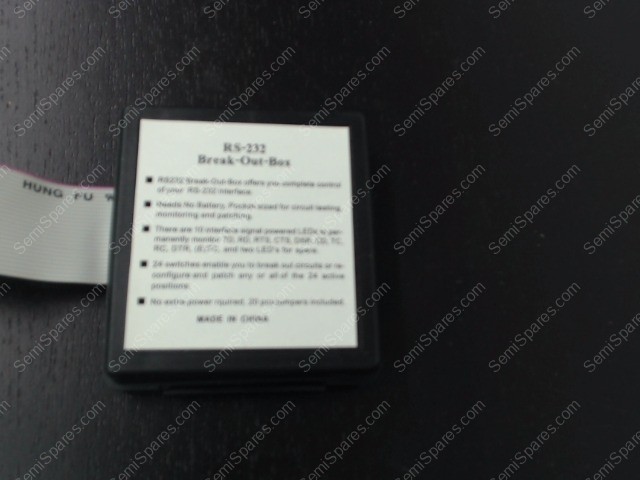 RS-232
Break-Out-Box
RS232 Break-Out-Box offers you complete control
of your RS-232 interface.
Needs No Battery, Pocket sized for circuit testing,
monitoring and patching.
There are 10 interface signal powered LEDs to per-
manently monitor TD, RD, RTS, CTS, DSR, CD, TC,
RC, DTR, and two LED's for spare.
24 switches enable you to break out circuits or re-
configure and patch any or all of the 24 active
positions.
No extra power rquired, 20 pcs jumpers included.
MADE IN CHINA
HUNG FU
SemiSpares.com